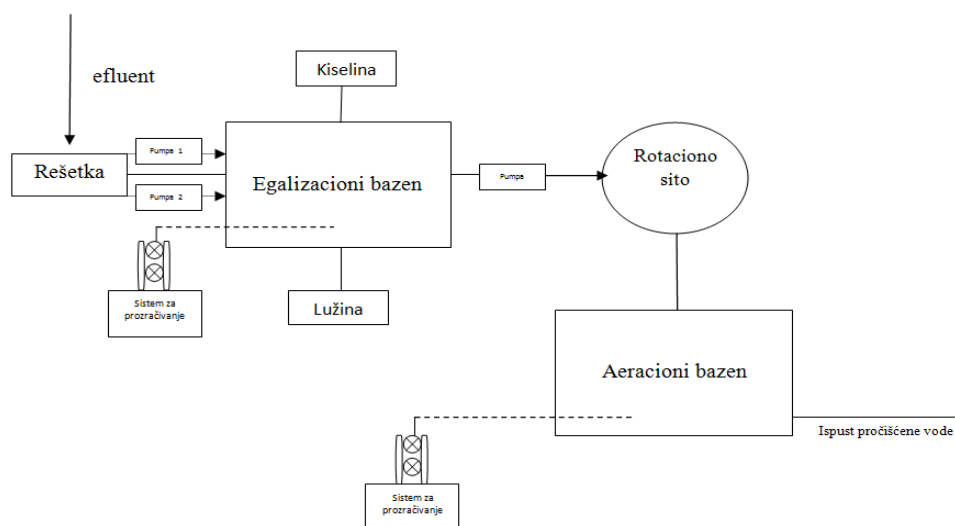 efluent
Kiselina
Rešetka
Pumpa 1
Pumpa 2
Egalizacioni bazen
Pumpa
Rotaciono
sito
Sistem za
prozračivanje
Lužina
Aeracioni bazen
Ispust pročišćene vode
Sistem za
prozračivanje